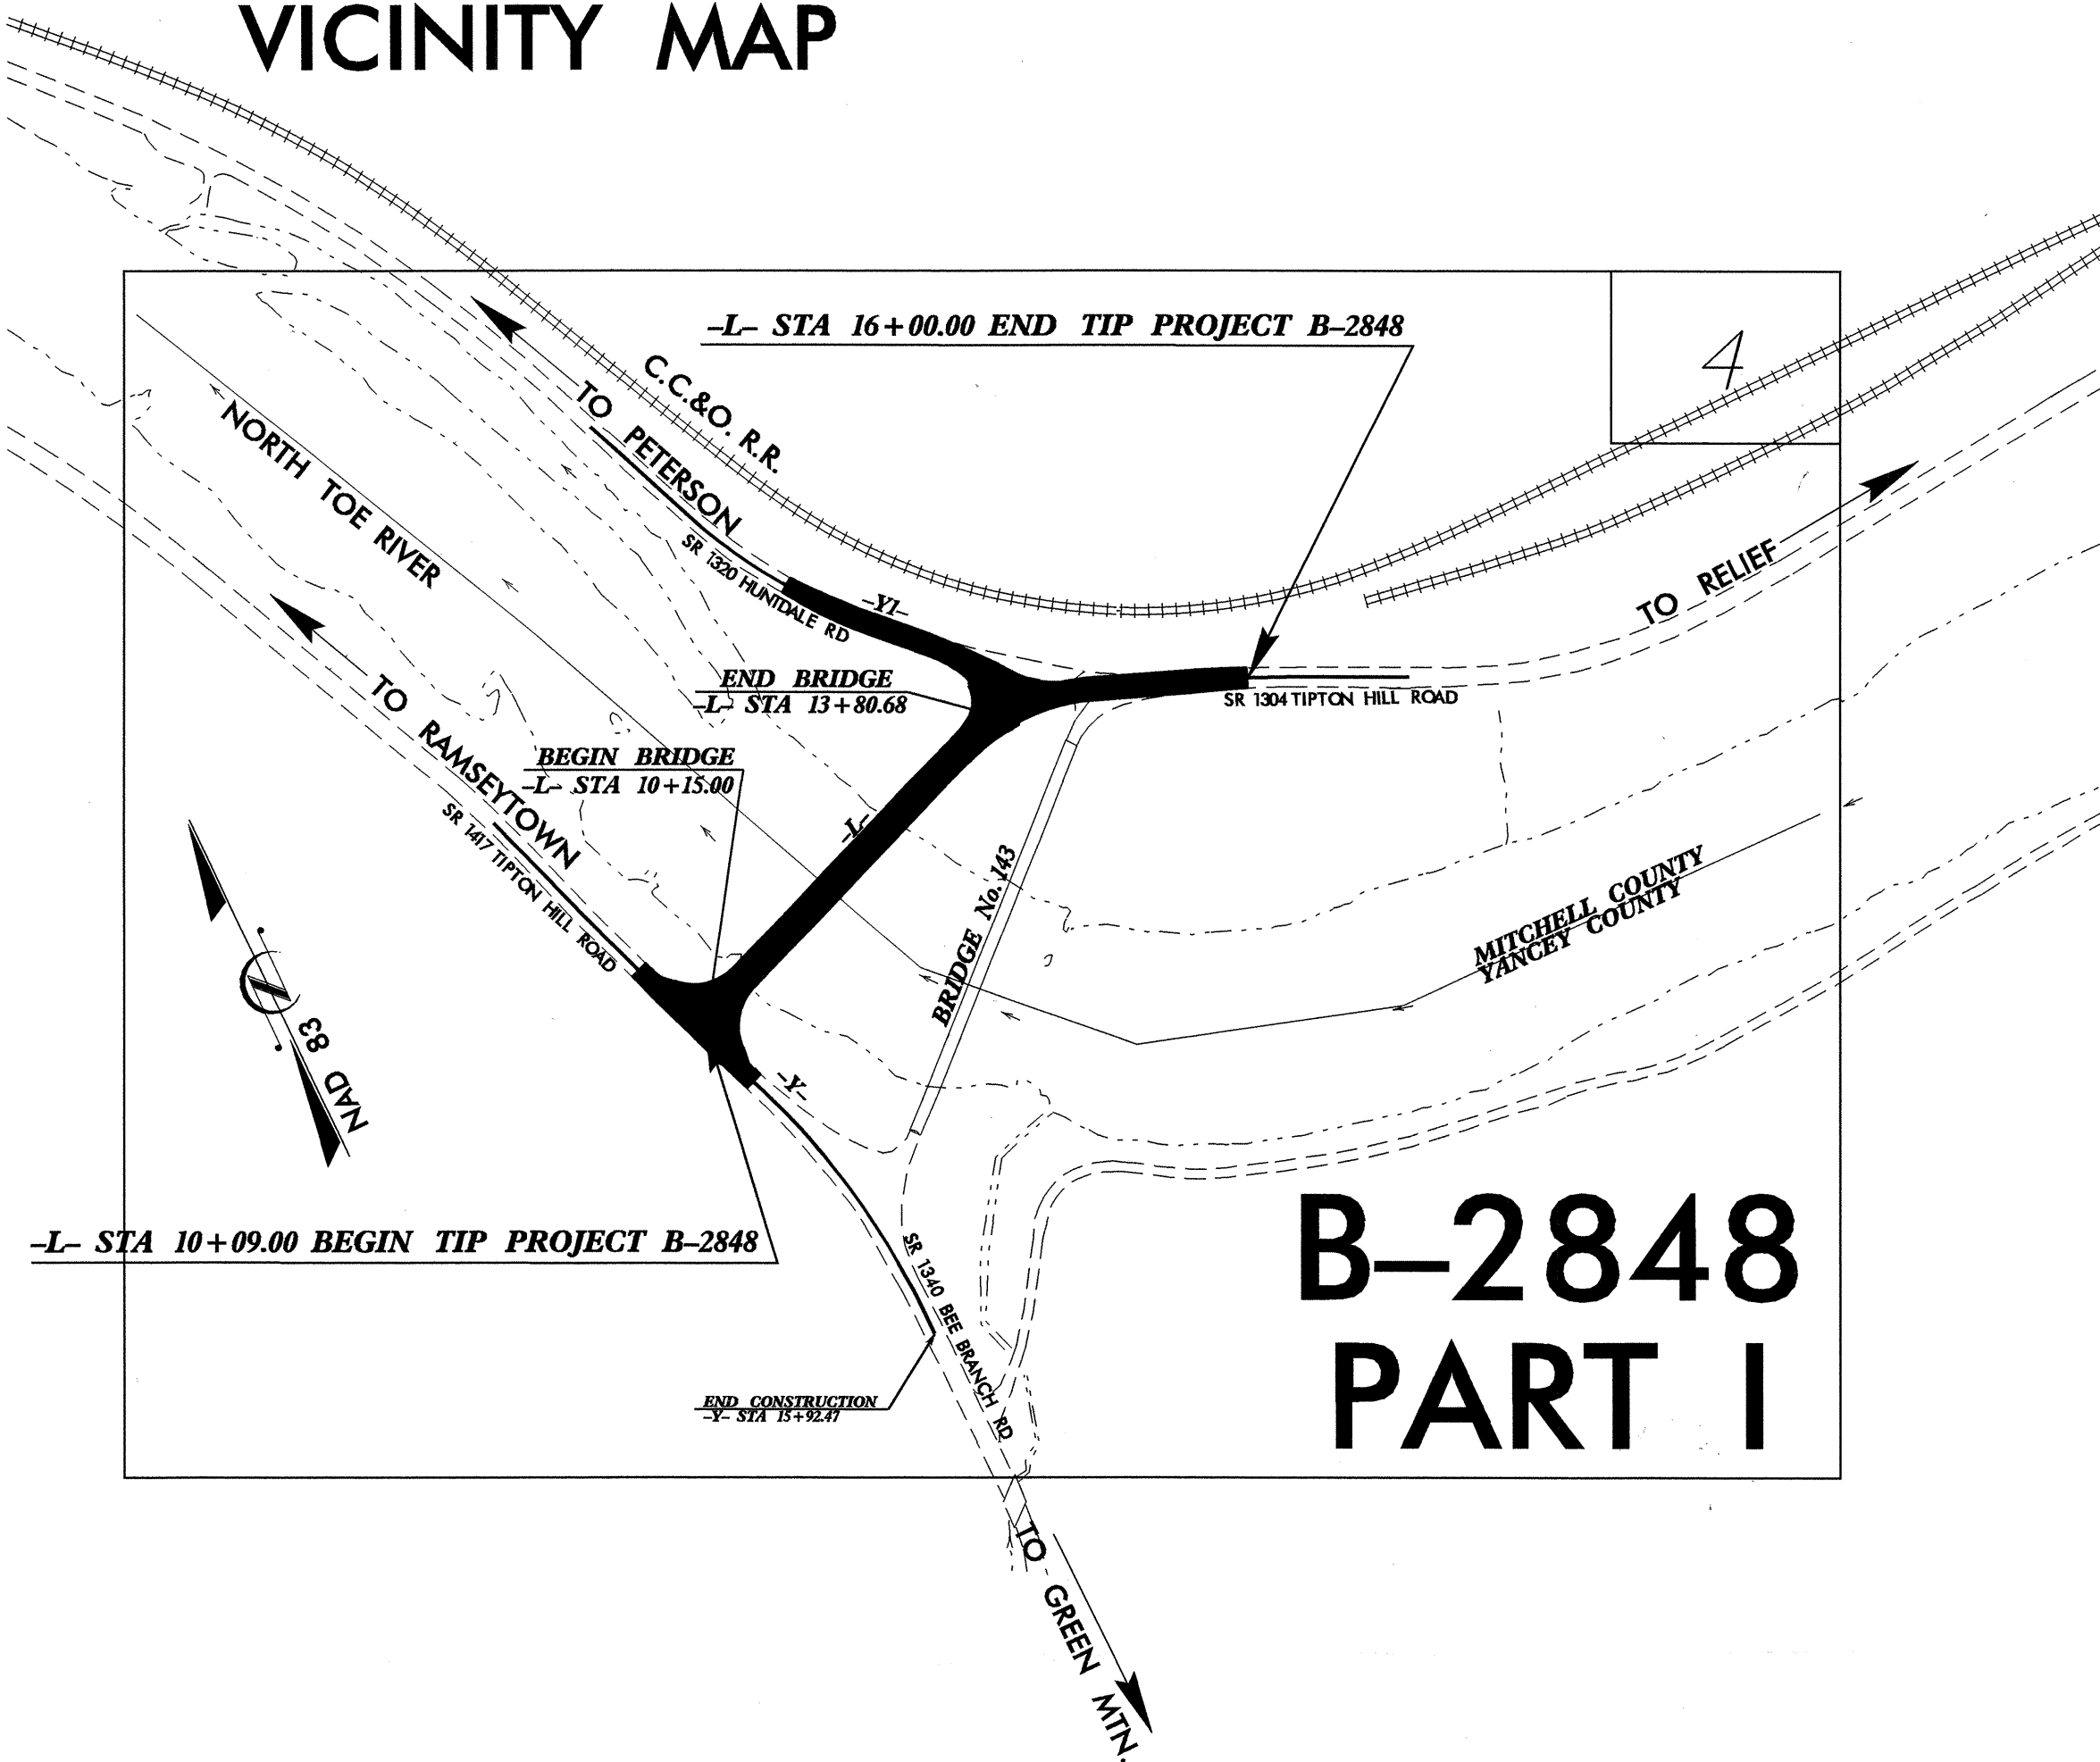 VICINITY MAP
-L- STA 16+00.00 END TIP PROJECT B-2848
4
C.C.&O. R.R.
TO PETERSON
NORTH TOE RIVER
SR 1320 HUNTDALE RD
-Y1-
TO RELIEF
END BRIDGE
-L- STA 13+80.68
SR 1304 TIPTON HILL ROAD
TO RAMSEYTOWN
BEGIN BRIDGE
-L- STA 10+15.00
SR 1417 TIPTON HILL ROAD
-L-
BRIDGE No. 143
MITCHELL COUNTY
YANCEY COUNTY
N
NAD 83
-Y-
-L- STA 10+09.00 BEGIN TIP PROJECT B-2848
SR 1340 BEE BRANCH RD
B-2848
PART 1
END CONSTRUCTION
-Y- STA 15+92.47
TO GREEN MTN.